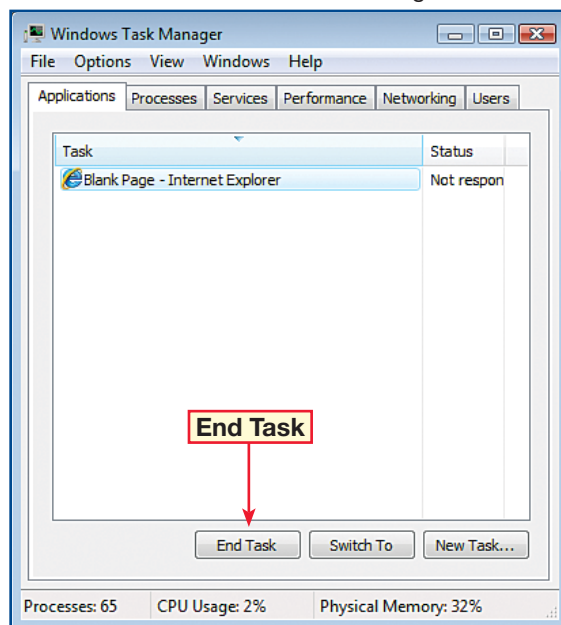 Windows Task Manager
File Options View Windows Help
Applications Processes Services Performance Networking Users
Task Status
Blank Page - Internet Explorer Not respon
End Task
End Task Switch To New Task...
Processes: 65 CPU Usage: 2% Physical Memory: 32%